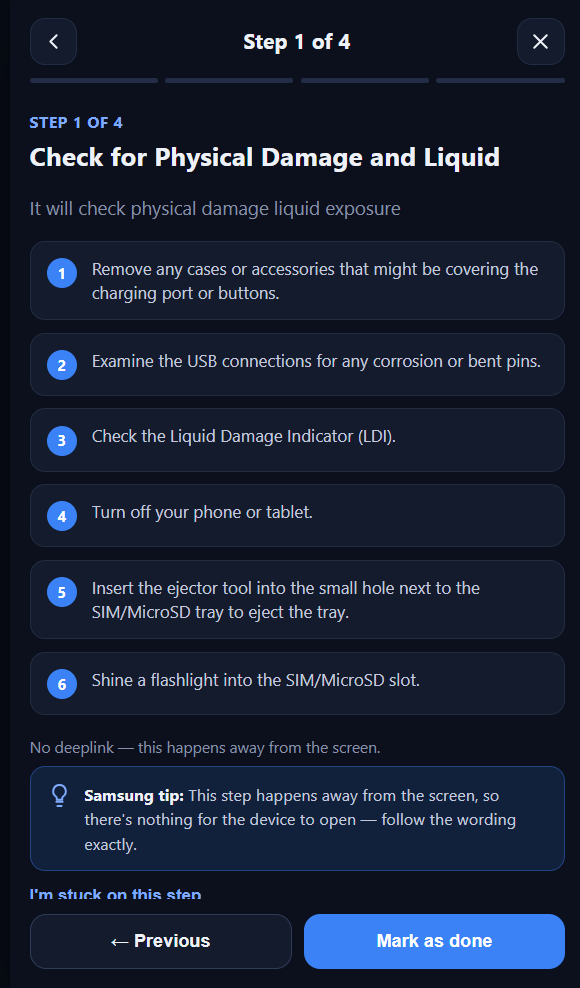 Step 1 of 4
STEP 1 OF 4
Check for Physical Damage and Liquid
It will check physical damage liquid exposure
1 Remove any cases or accessories that might be covering the
charging port or buttons.
2 Examine the USB connections for any corrosion or bent pins.
3 Check the Liquid Damage Indicator (LDI).
4 Turn off your phone or tablet.
5 Insert the ejector tool into the small hole next to the
SIM/MicroSD tray to eject the tray.
6 Shine a flashlight into the SIM/MicroSD slot.
No deeplink — this happens away from the screen.
Samsung tip: This step happens away from the screen, so
there's nothing for the device to open — follow the wording
exactly.
I'm stuck on this step
← Previous
Mark as done